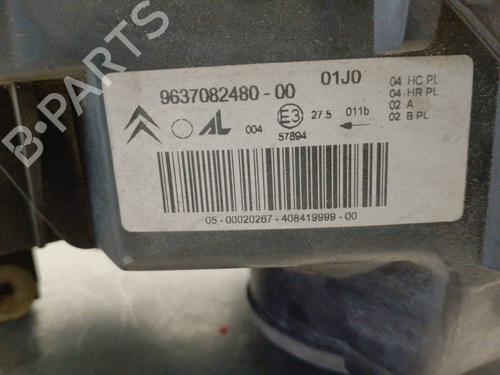 B-PARTS
9637082480-00 01J0
04 HC PL
04-HR PL
02 A
02 B PL
AL 004 E3 27.5 011b
57894
05-00020267-408419999-00